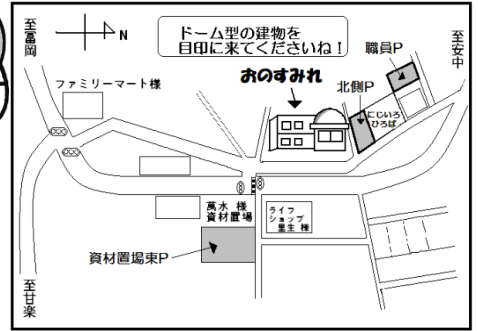 至富岡
N
ドーム型の建物を
目印に来てくださいね!
至安中
職員P
ファミリーマート様
おのすみれ
北側P
にじいろ
ひろば
萬水 様
資材置場
ライフ
ショップ
里生 様
資材置場東P
至甘楽